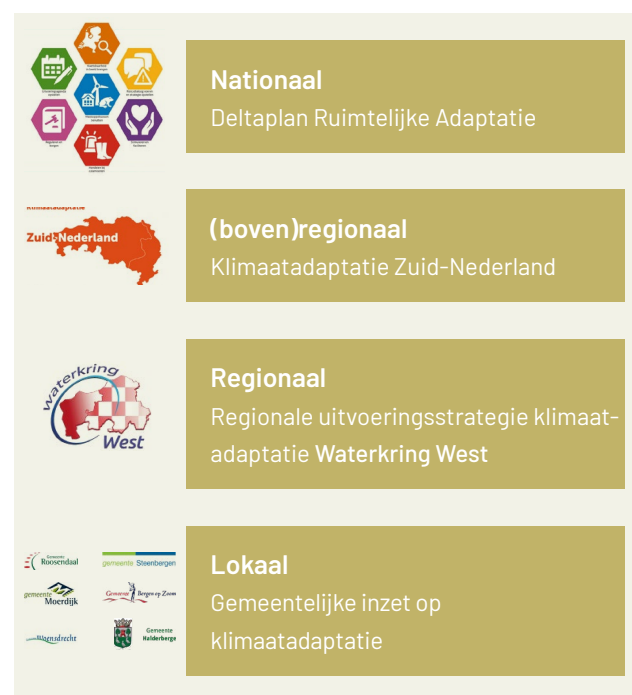 Nationaal
Deltaplan Ruimtelijke Adaptatie
Zuid-Nederland
(boven)regionaal
Klimaatadaptatie Zuid-Nederland
waterkring
West
Regionaal
Regionale uitvoeringsstrategie klimaat-
adaptatie Waterkring West
Gemeente
Roosendaal
gemeente Steenbergen
gemeente
Moerdijk
Gemeente Bergen op Zoom
Woensdrecht
Gemeente
Halderberge
Lokaal
Gemeentelijke inzet op
klimaatadaptatie